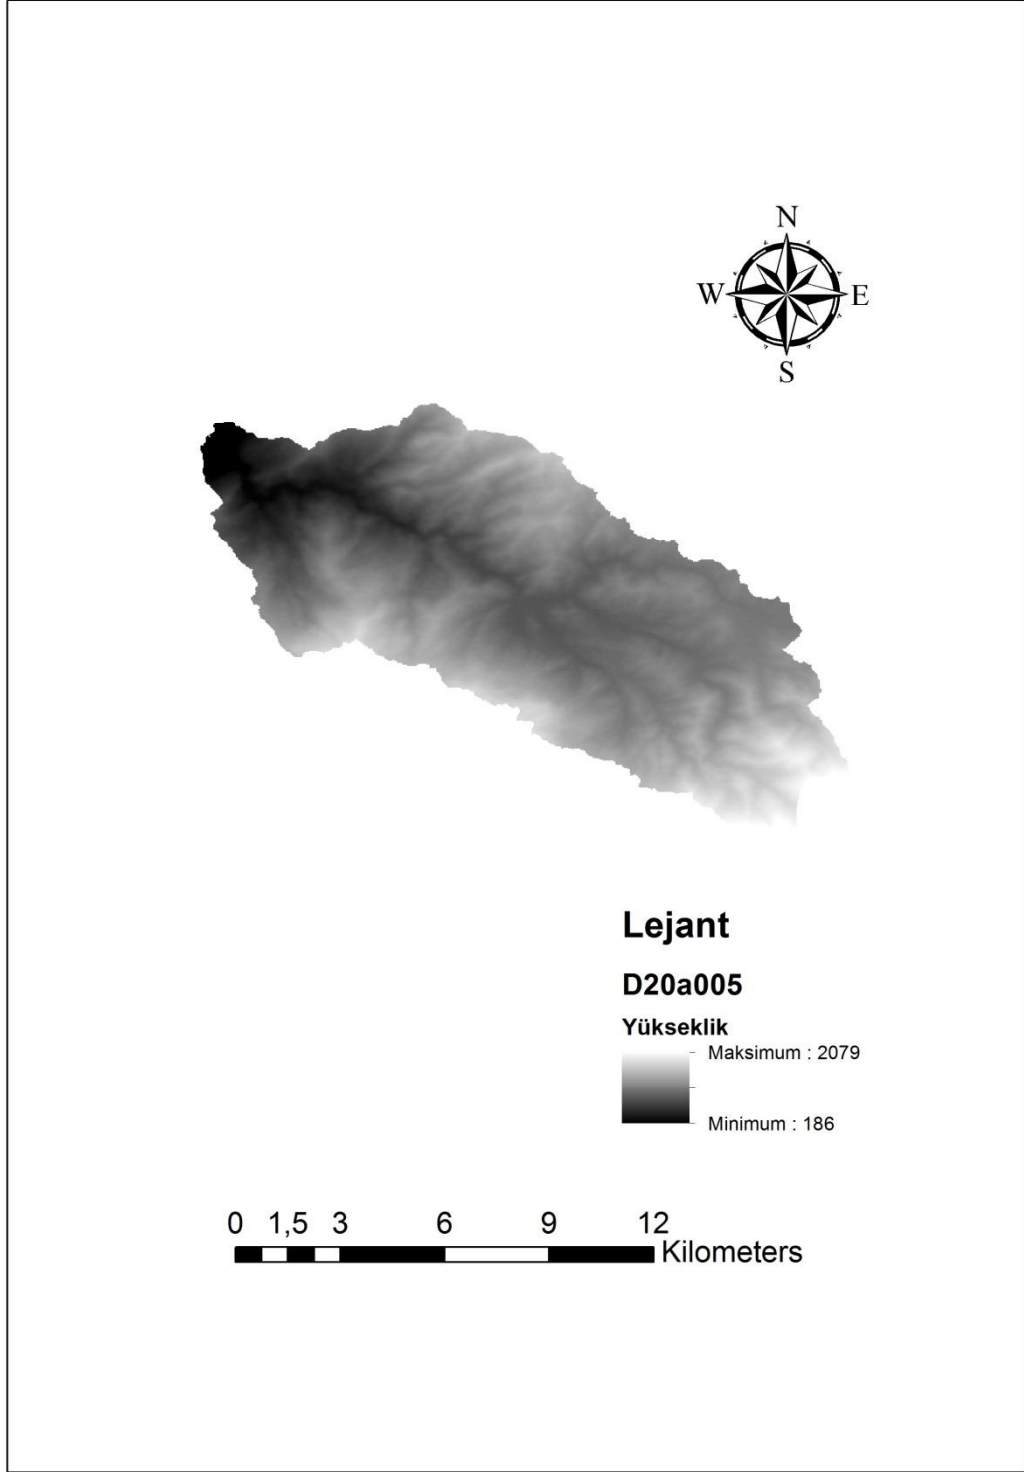 N
W E
S
Lejant
D20a005
Yükseklik
Maksimum : 2079
Minimum : 186
0 1,5 3 6 9 12
Kilometers